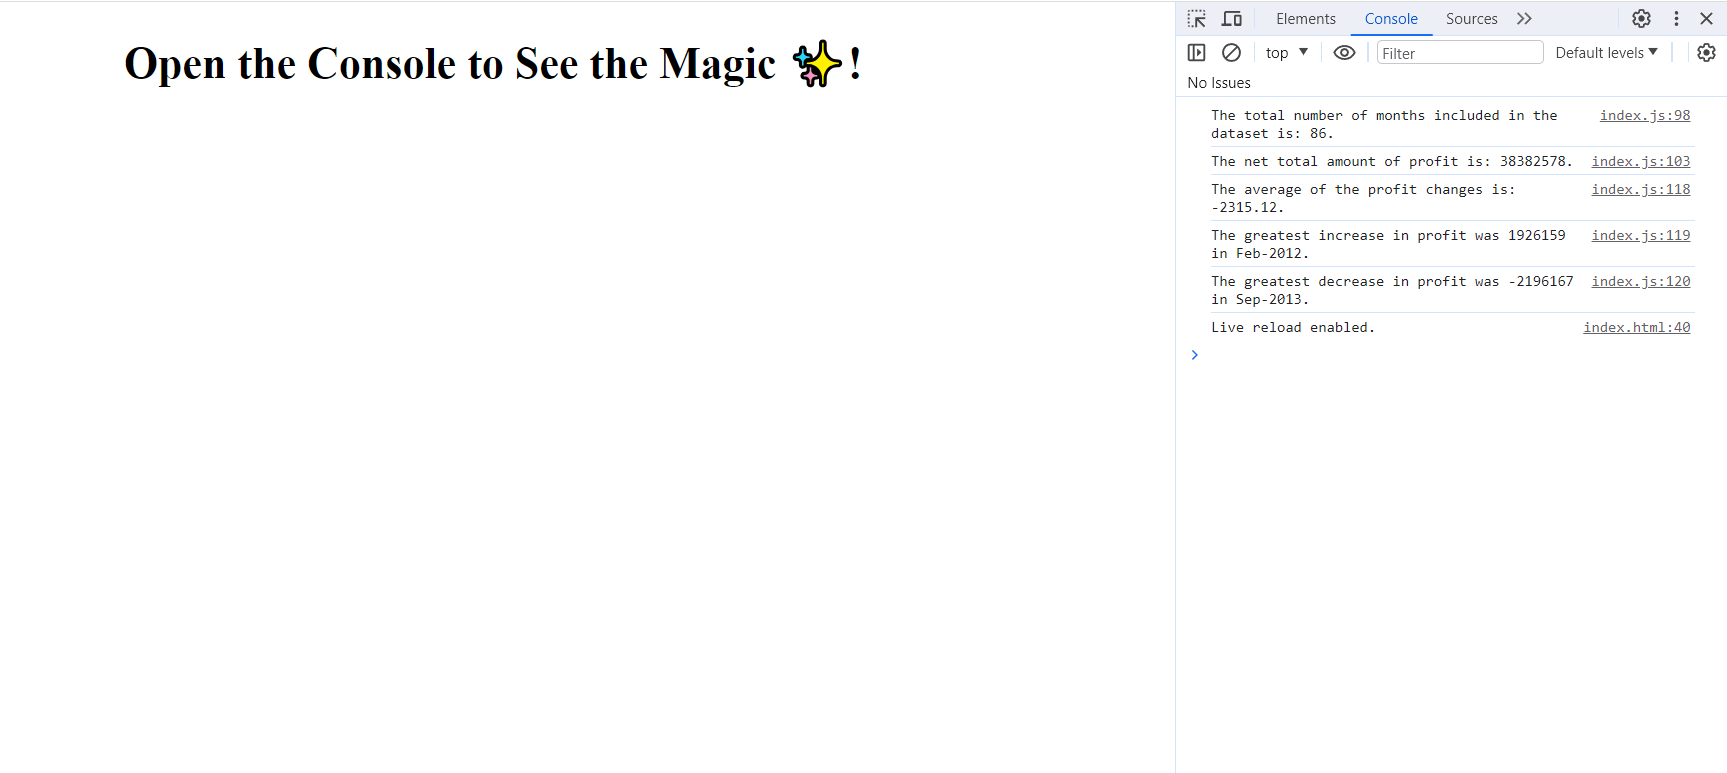 Open the Console to See the Magic ✨!
Elements Console Sources
top Filter Default levels
No Issues
The total number of months included in the index.js:98
dataset is: 86.
The net total amount of profit is: 38382578. index.js:103
The average of the profit changes is: index.js:118
-2315.12.
The greatest increase in profit was 1926159 index.js:119
in Feb-2012.
The greatest decrease in profit was -2196167 index.js:120
in Sep-2013.
Live reload enabled. index.html:40